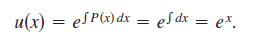 u(x) = e^{∫P(x) dx} = e^{∫ dx} = e^x.